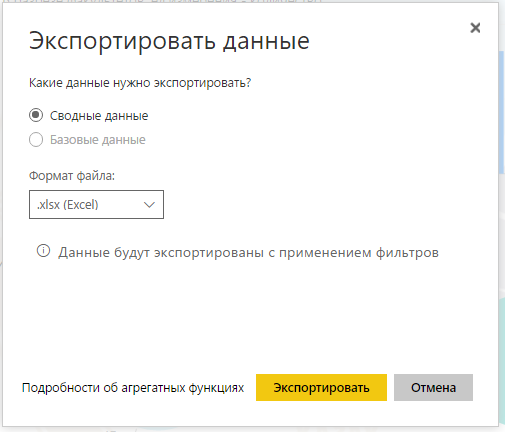 Экспортировать данные
Какие данные нужно экспортировать?
Сводные данные
Базовые данные
Формат файла:
.xlsx (Excel)
Данные будут экспортированы с применением фильтров
Подробности об агрегатных функциях Экспортировать Отмена